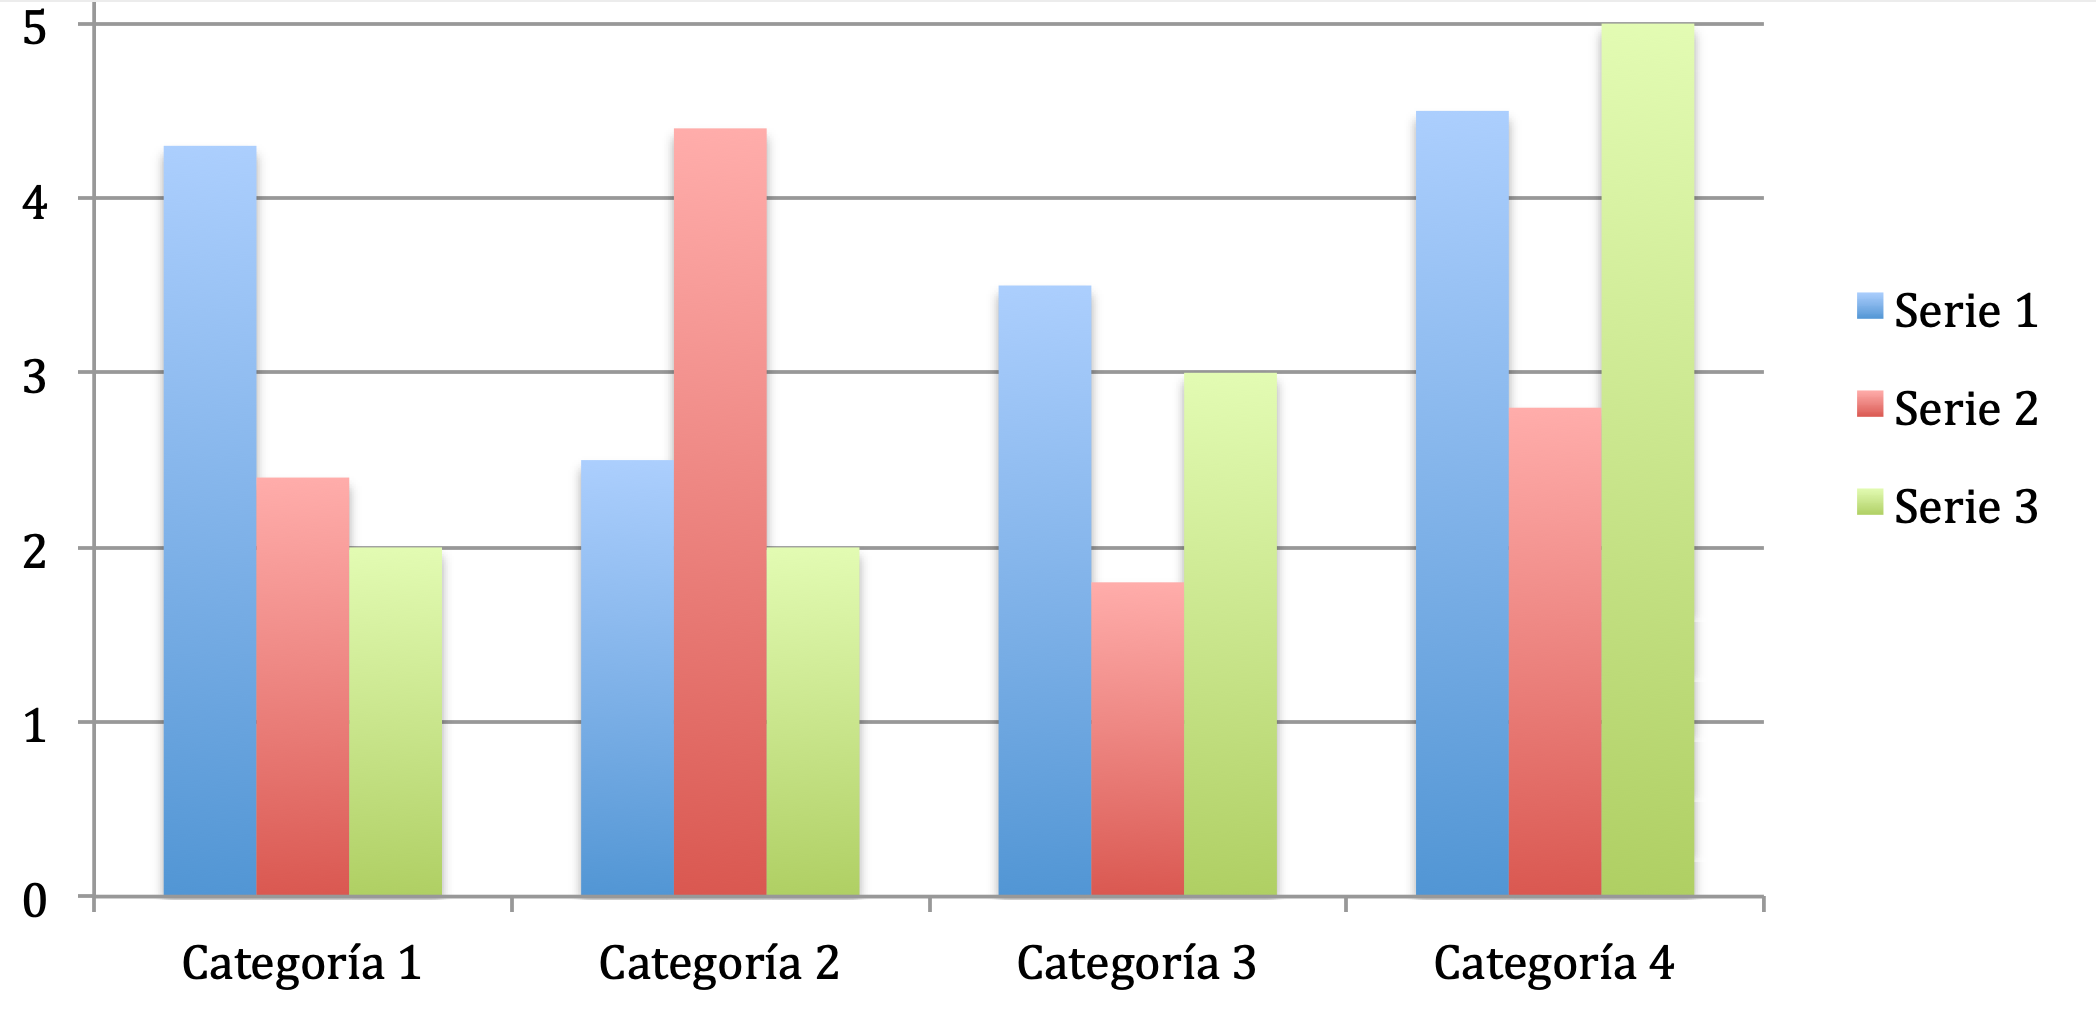 5
4
3
2
1
0
Categoría 1
Categoría 2
Categoría 3
Categoría 4
Serie 1
Serie 2
Serie 3